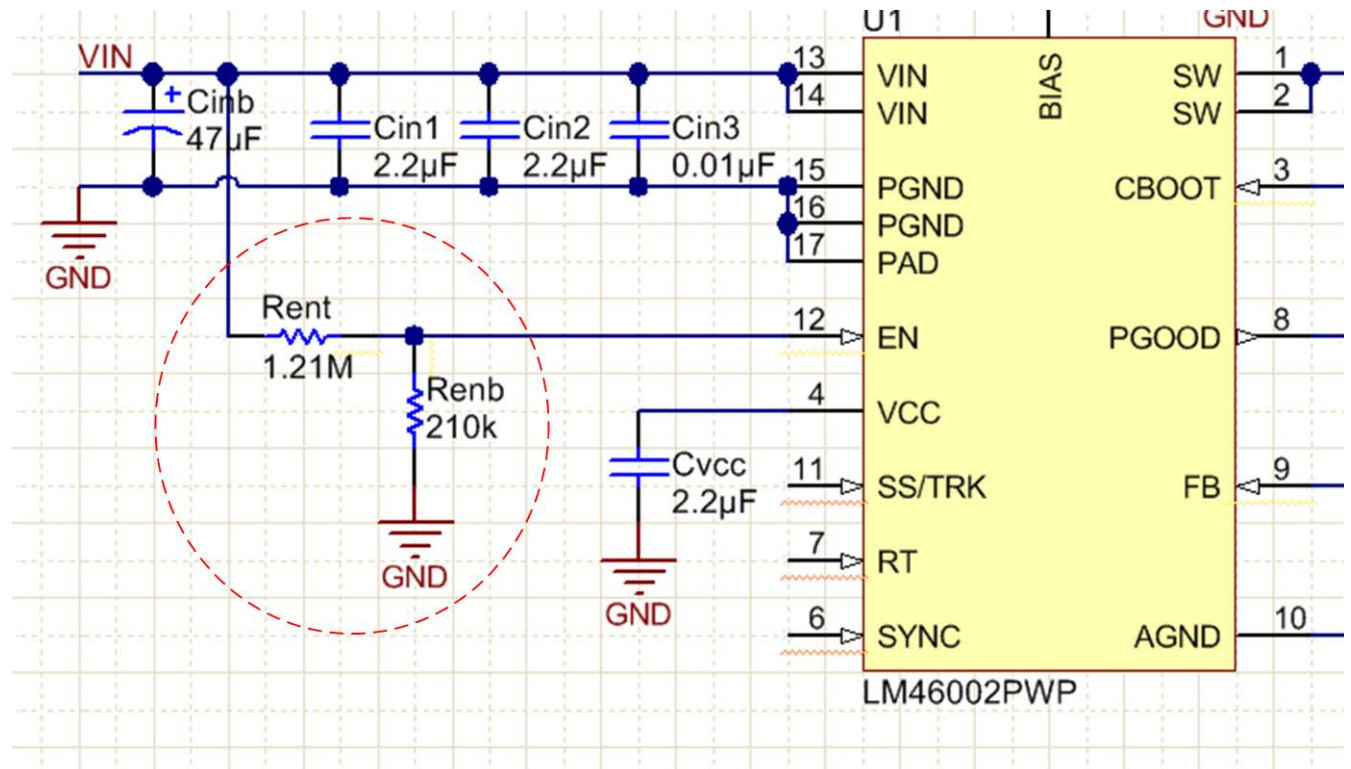 U1
GND
VIN
+
Cinb
47µF
Cin1
2.2µF
Cin2
2.2µF
Cin3
0.01µF
13
14
15
16
17
12
4
11
7
6
VIN
VIN
PGND
PGND
PAD
EN
VCC
SS/TRK
RT
SYNC
BIAS
SW
SW
CBOOT
PGOOD
FB
AGND
1
2
3
8
9
10
GND
Rent
1.21M
Renb
210k
GND
Cvcc
2.2µF
GND
LM46002PWP